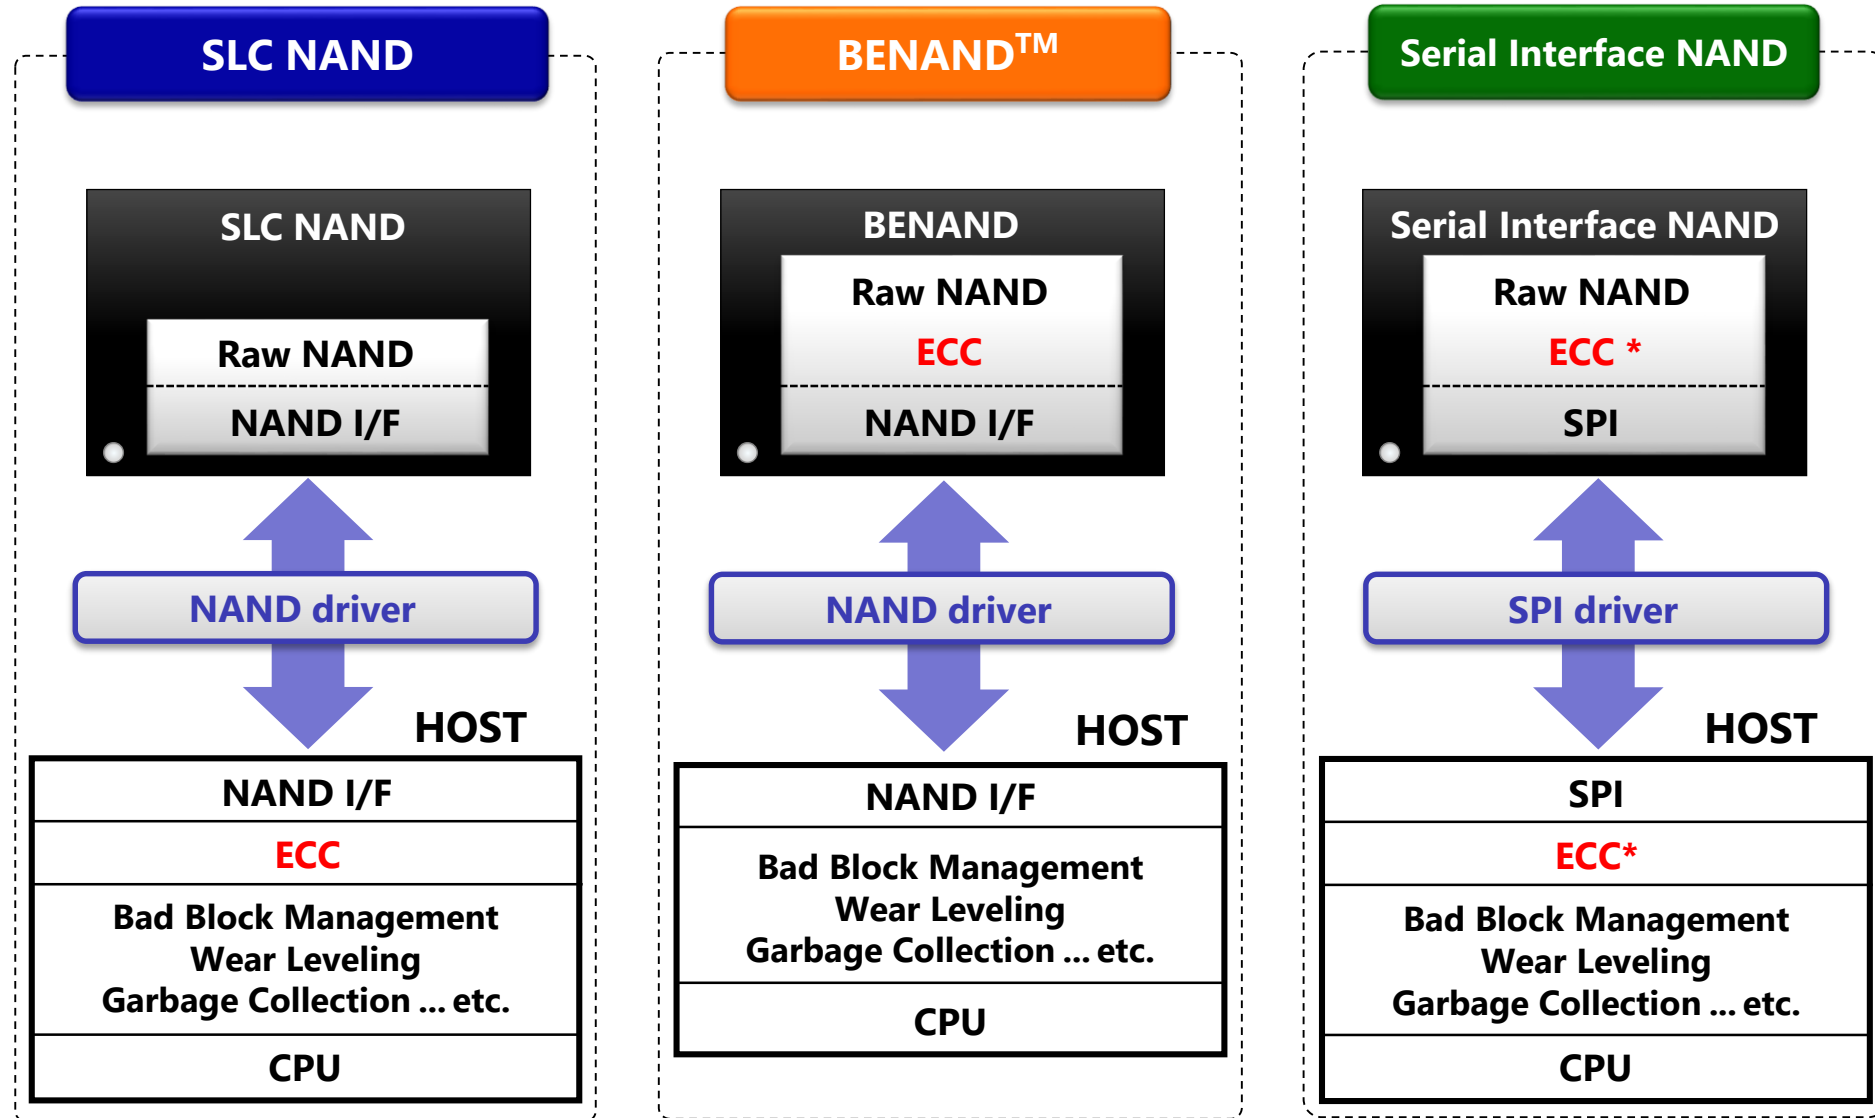 SLC NAND
SLC NAND
Raw NAND
NAND I/F
NAND driver
HOST
NAND I/F
ECC
Bad Block Management
Wear Leveling
Garbage Collection ... etc.
CPU
BENAND™
BENAND
Raw NAND
ECC
NAND I/F
NAND driver
HOST
NAND I/F
Bad Block Management
Wear Leveling
Garbage Collection ... etc.
CPU
Serial Interface NAND
Serial Interface NAND
Raw NAND
ECC *
SPI
SPI driver
HOST
SPI
ECC*
Bad Block Management
Wear Leveling
Garbage Collection ... etc.
CPU